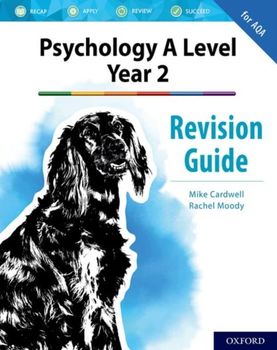 RECAP
APPLY
REVIEW
SUCCEED
for AQA
Psychology A Level
Year 2
Revision
Guide
Mike Cardwell
Rachel Moody
OXFORD